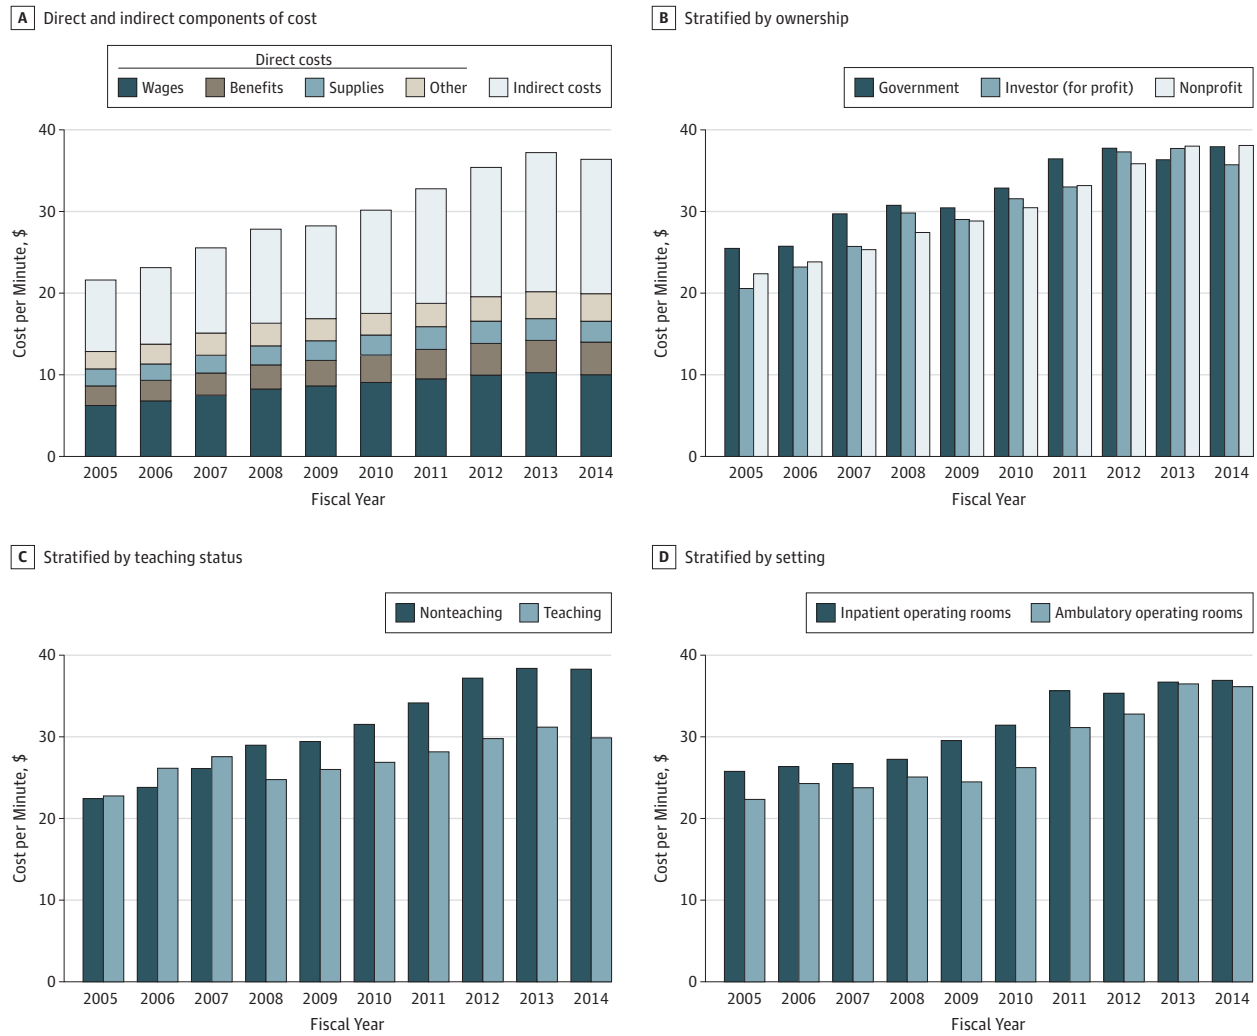 A Direct and indirect components of cost
Direct costs
Wages Benefits Supplies Other Indirect costs
40
30
20
10
0
Cost per Minute, $
2005 2006 2007 2008 2009 2010 2011 2012 2013 2014
Fiscal Year
B Stratified by ownership
Government Investor (for profit) Nonprofit
40
30
20
10
0
Cost per Minute, $
2005 2006 2007 2008 2009 2010 2011 2012 2013 2014
Fiscal Year
C Stratified by teaching status
Nonteaching Teaching
40
30
20
10
0
Cost per Minute, $
2005 2006 2007 2008 2009 2010 2011 2012 2013 2014
Fiscal Year
D Stratified by setting
Inpatient operating rooms Ambulatory operating rooms
40
30
20
10
0
Cost per Minute, $
2005 2006 2007 2008 2009 2010 2011 2012 2013 2014
Fiscal Year